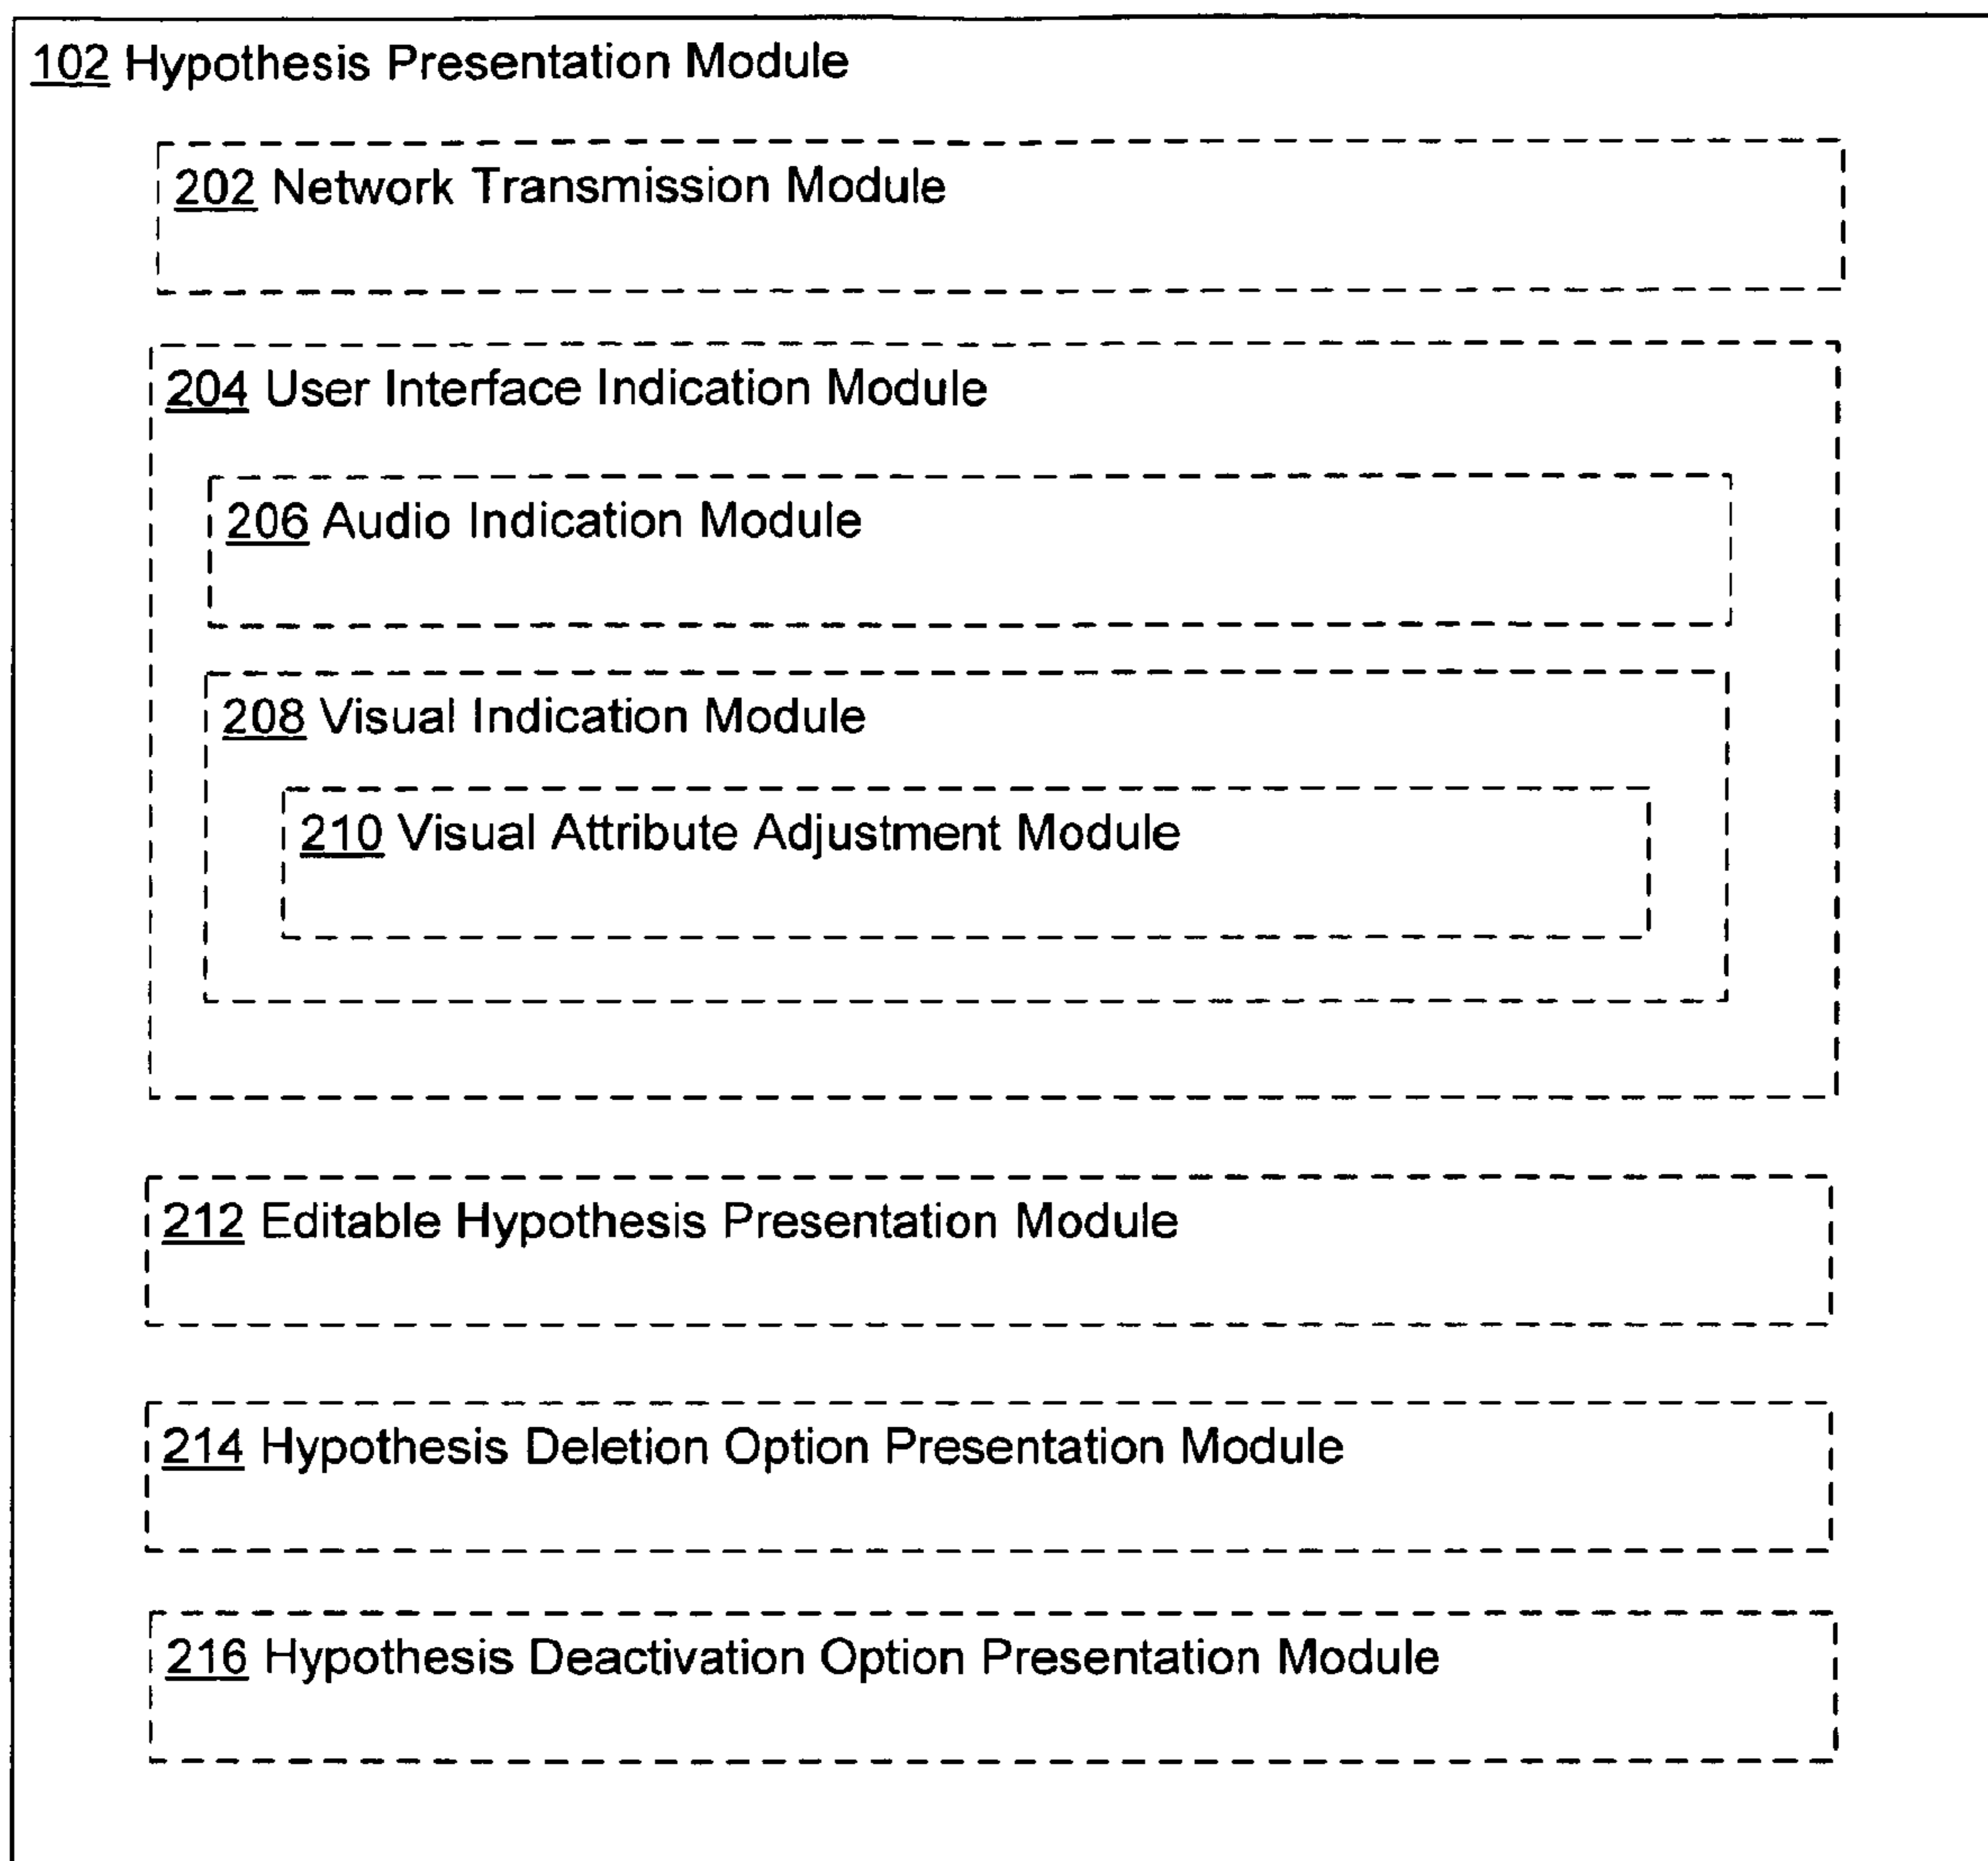 102 Hypothesis Presentation Module
202 Network Transmission Module
204 User Interface Indication Module
206 Audio Indication Module
208 Visual Indication Module
210 Visual Attribute Adjustment Module
212 Editable Hypothesis Presentation Module
214 Hypothesis Deletion Option Presentation Module
216 Hypothesis Deactivation Option Presentation Module